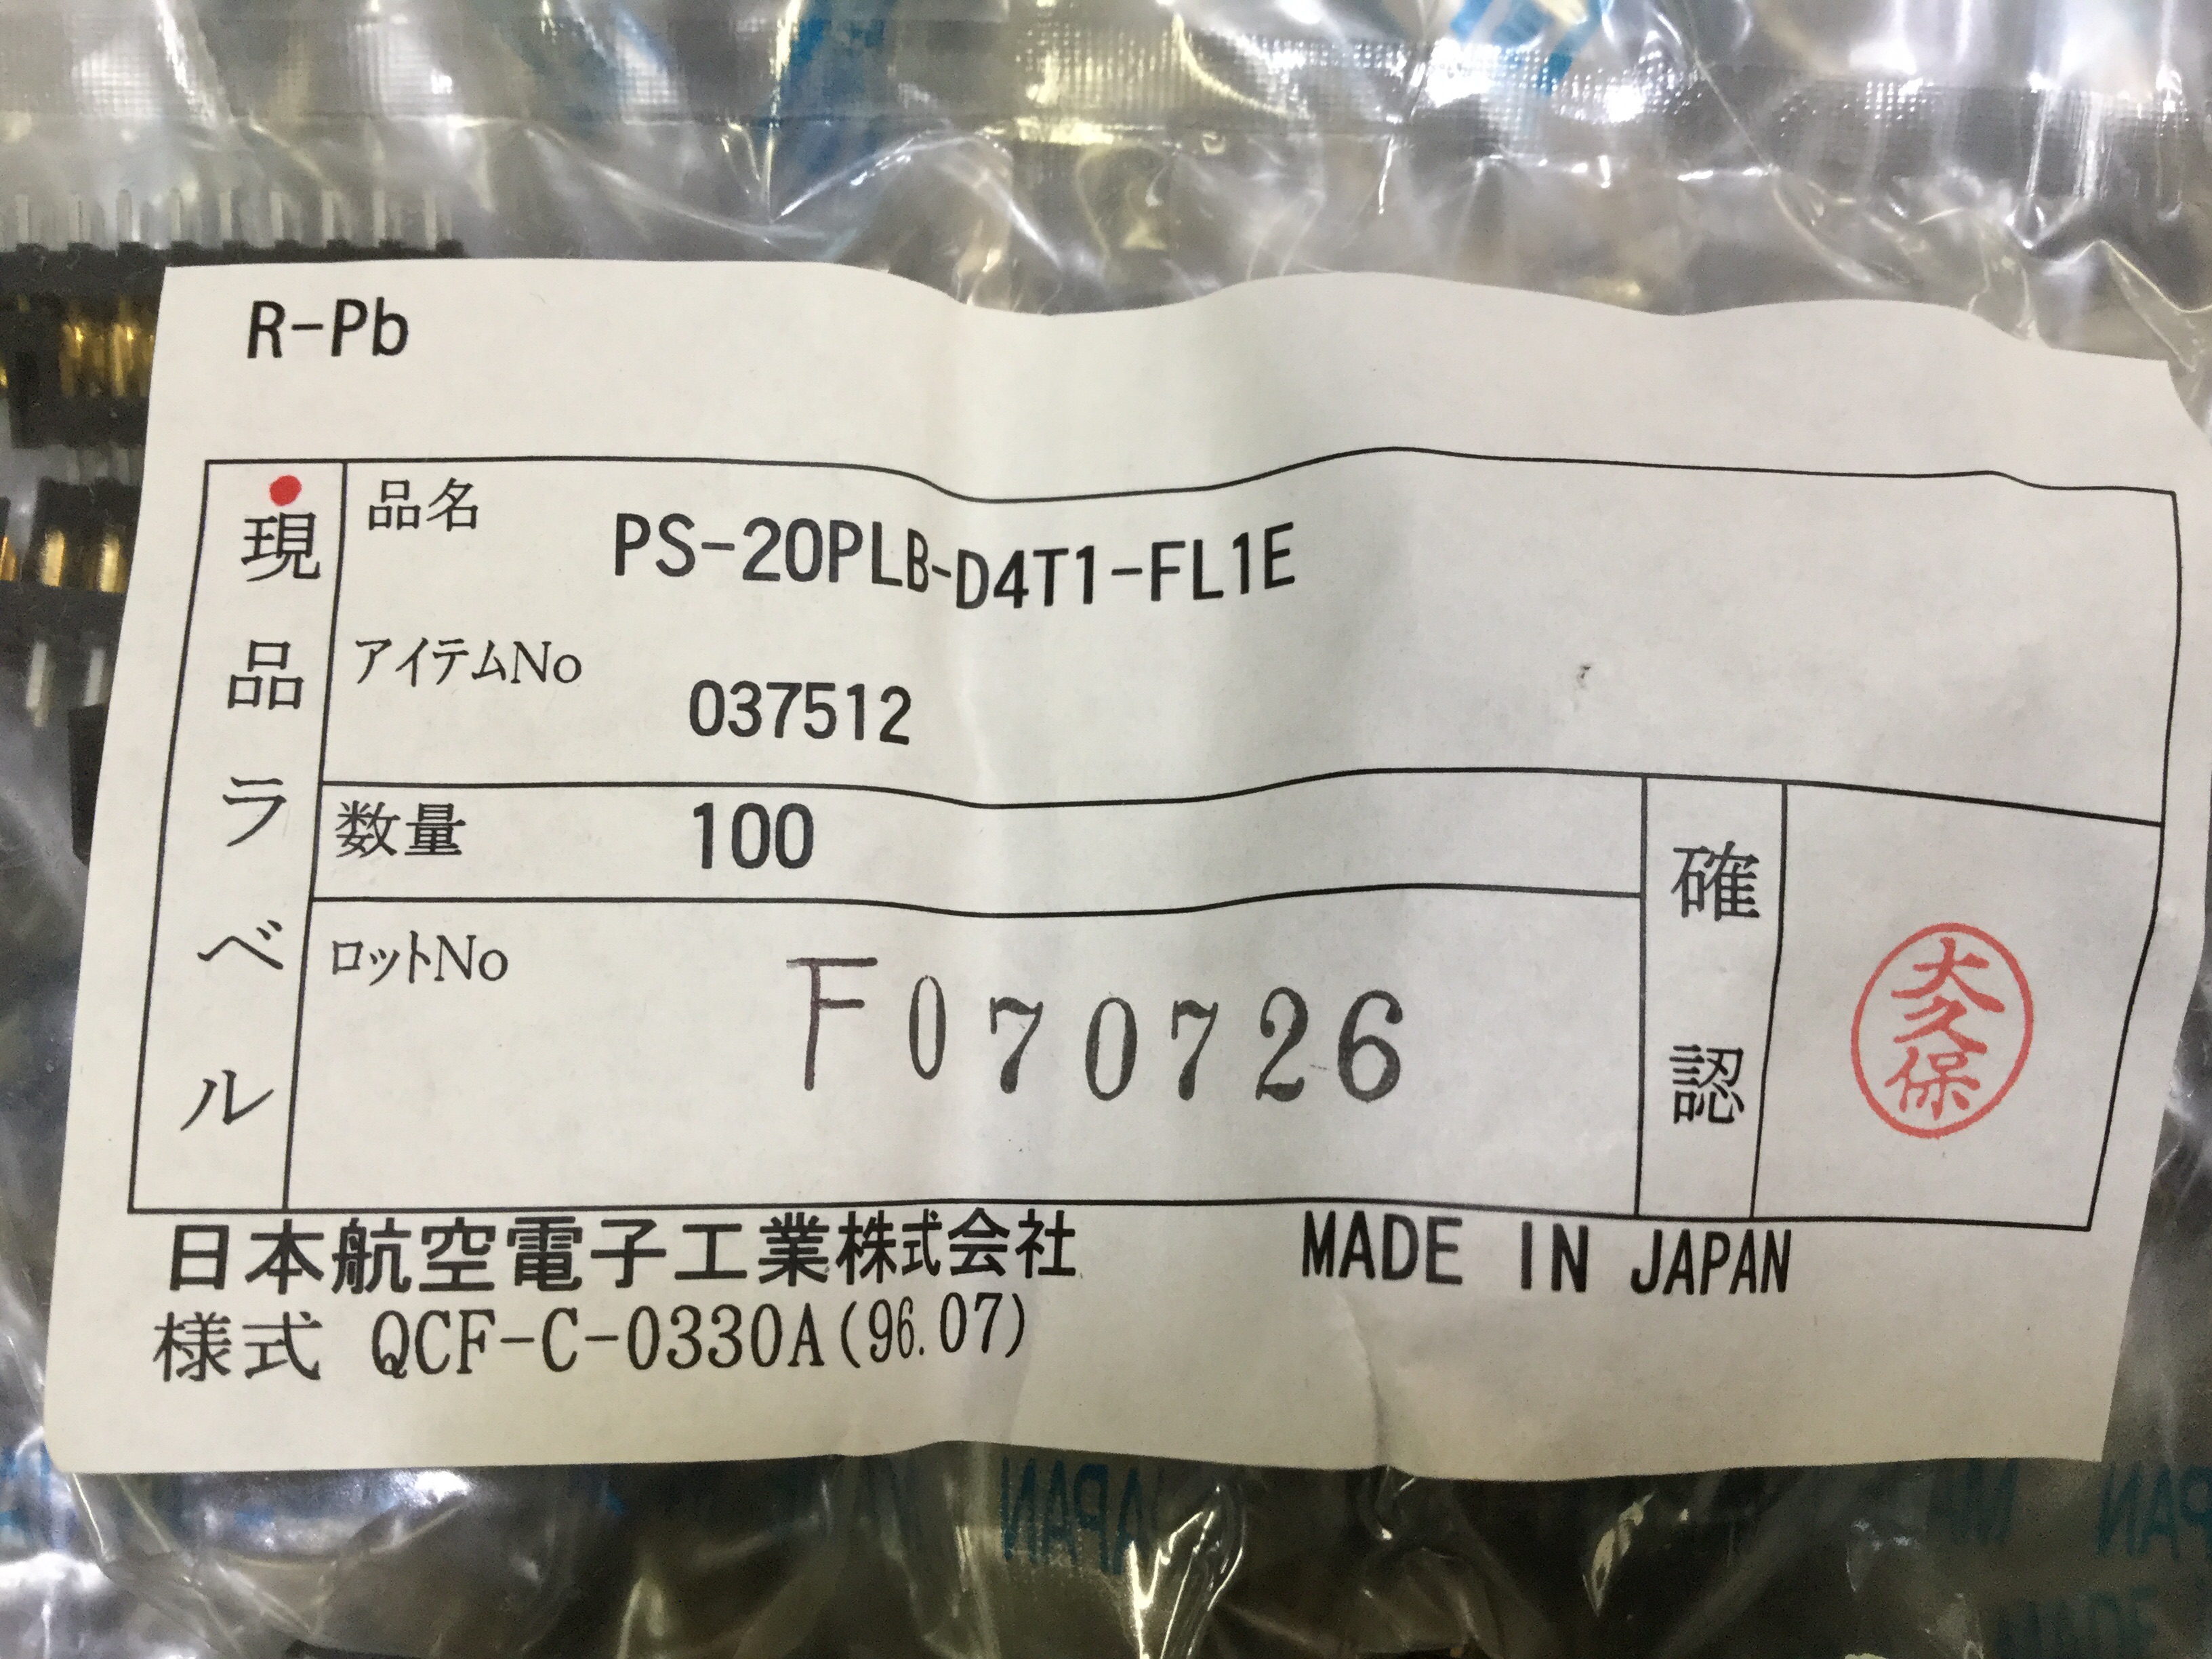 R-Pb
現品ラベル
品名 PS-20PLB-D4T1-FL1E
アイテムNo 037512
数量 100
ロットNo F070726
確認 大久保
日本航空電子工業株式会社 MADE IN JAPAN
様式 QCF-C-0330A(96.07)
JAPAN